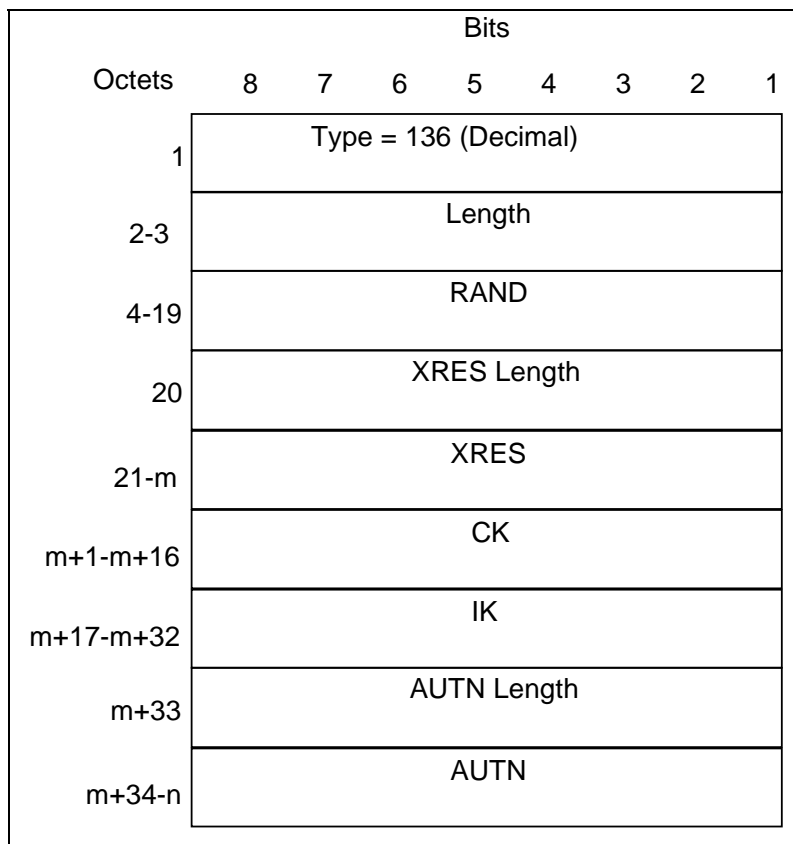 Bits
Octets 8 7 6 5 4 3 2 1
1 Type = 136 (Decimal)
2-3 Length
4-19 RAND
20 XRES Length
21-m XRES
m+1-m+16 CK
m+17-m+32 IK
m+33 AUTN Length
m+34-n AUTN